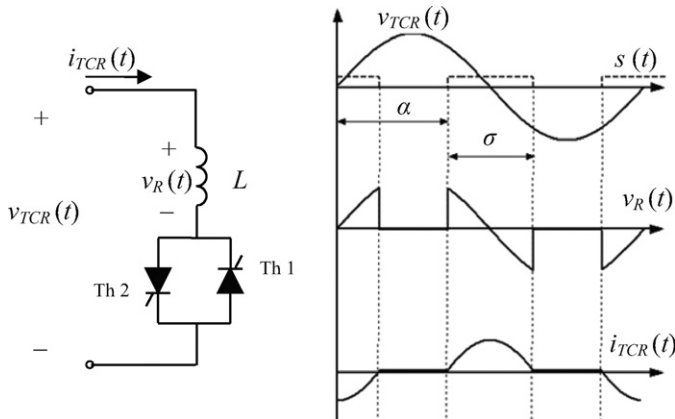 i_TCR(t)
+
+
v_R(t)
L
−
v_TCR(t)
Th 2
Th 1
−
v_TCR(t)
s (t)
α
σ
v_R(t)
i_TCR(t)